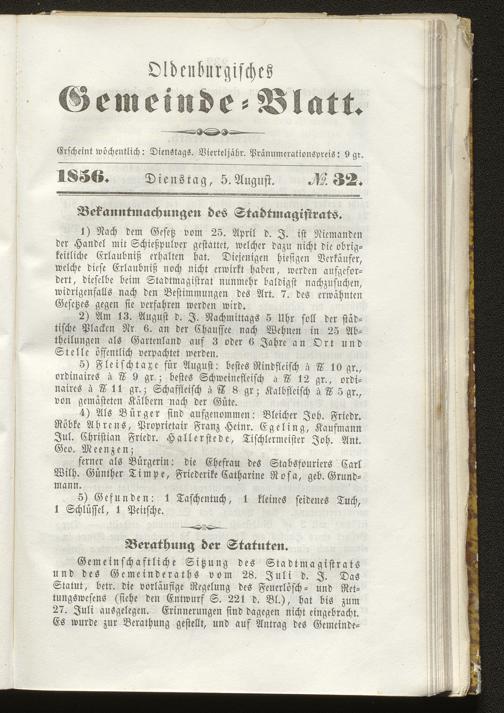 Oldenburgisches
Gemeinde-Blatt.
Erscheint wöchentlich: Dienstags. Vierteljähr. Pränumerationspreis: 9 gr.
1856. Dienstag, 5. August. №. 32.
Bekanntmachungen des Stadtmagistrats.
1) Nach dem Gesetz vom 25. April d. J. ist Niemanden
der Handel mit Schießpulver gestattet, welcher dazu nicht die obrig-
keitliche Erlaubniß erhalten hat. Diejenigen hiesigen Verkäufer,
welche diese Erlaubniß noch nicht erwirkt haben, werden aufgefor-
dert, dieselbe beim Stadtmagistrat nunmehr baldigst nachzusuchen,
widrigenfalls nach den Bestimmungen des Art. 7. des erwähnten
Gesetzes gegen sie verfahren werden wird.
2) Am 13. August d. J. Nachmittags 5 Uhr soll der städ-
tische Placken Nr. 6. an der Chaussee nach Wehnen in 25 Ab-
theilungen als Gartenland auf 3 oder 6 Jahre an Ort und
Stelle öffentlich verpachtet werden.
3) Fleischtaxe für August: bestes Rindfleisch à ℔ 10 gr.,
ordinaires à ℔ 9 gr.; bestes Schweinefleisch à ℔ 12 gr., ordi-
naires à ℔ 11 gr.; Schaffleisch à ℔ 8 gr; Kalbfleisch à ℔ 5 gr.,
von gemästeten Kälbern nach der Güte.
4) Als Bürger sind aufgenommen: Bleicher Joh. Friedr.
Röbke Ahrens, Proprietair Franz Heinr. Egeling, Kaufmann
Jul. Christian Friedr. Hallerstede, Tischlermeister Joh. Ant.
Geo. Meenzen;
ferner als Bürgerin: die Ehefrau des Stabsfouriers Carl
Wilh. Günther Timpe, Friederike Catharine Rosa, geb. Grund-
mann.
5) Gefunden: 1 Taschentuch, 1 kleines seidenes Tuch,
1 Schlüssel, 1 Peitsche.
Berathung der Statuten.
Gemeinschaftliche Sitzung des Stadtmagistrats
und des Gemeinderaths vom 28. Juli d. J. Das
Statut, betr. die vorläufige Regelung des Feuerlösch- und Ret-
tungswesens (siehe den Entwurf S. 221 d. Bl.), hat bis zum
27. Juli ausgelegen. Erinnerungen sind dagegen nicht eingebracht.
Es wurde zur Berathung gestellt, und auf Antrag des Gemeinde-